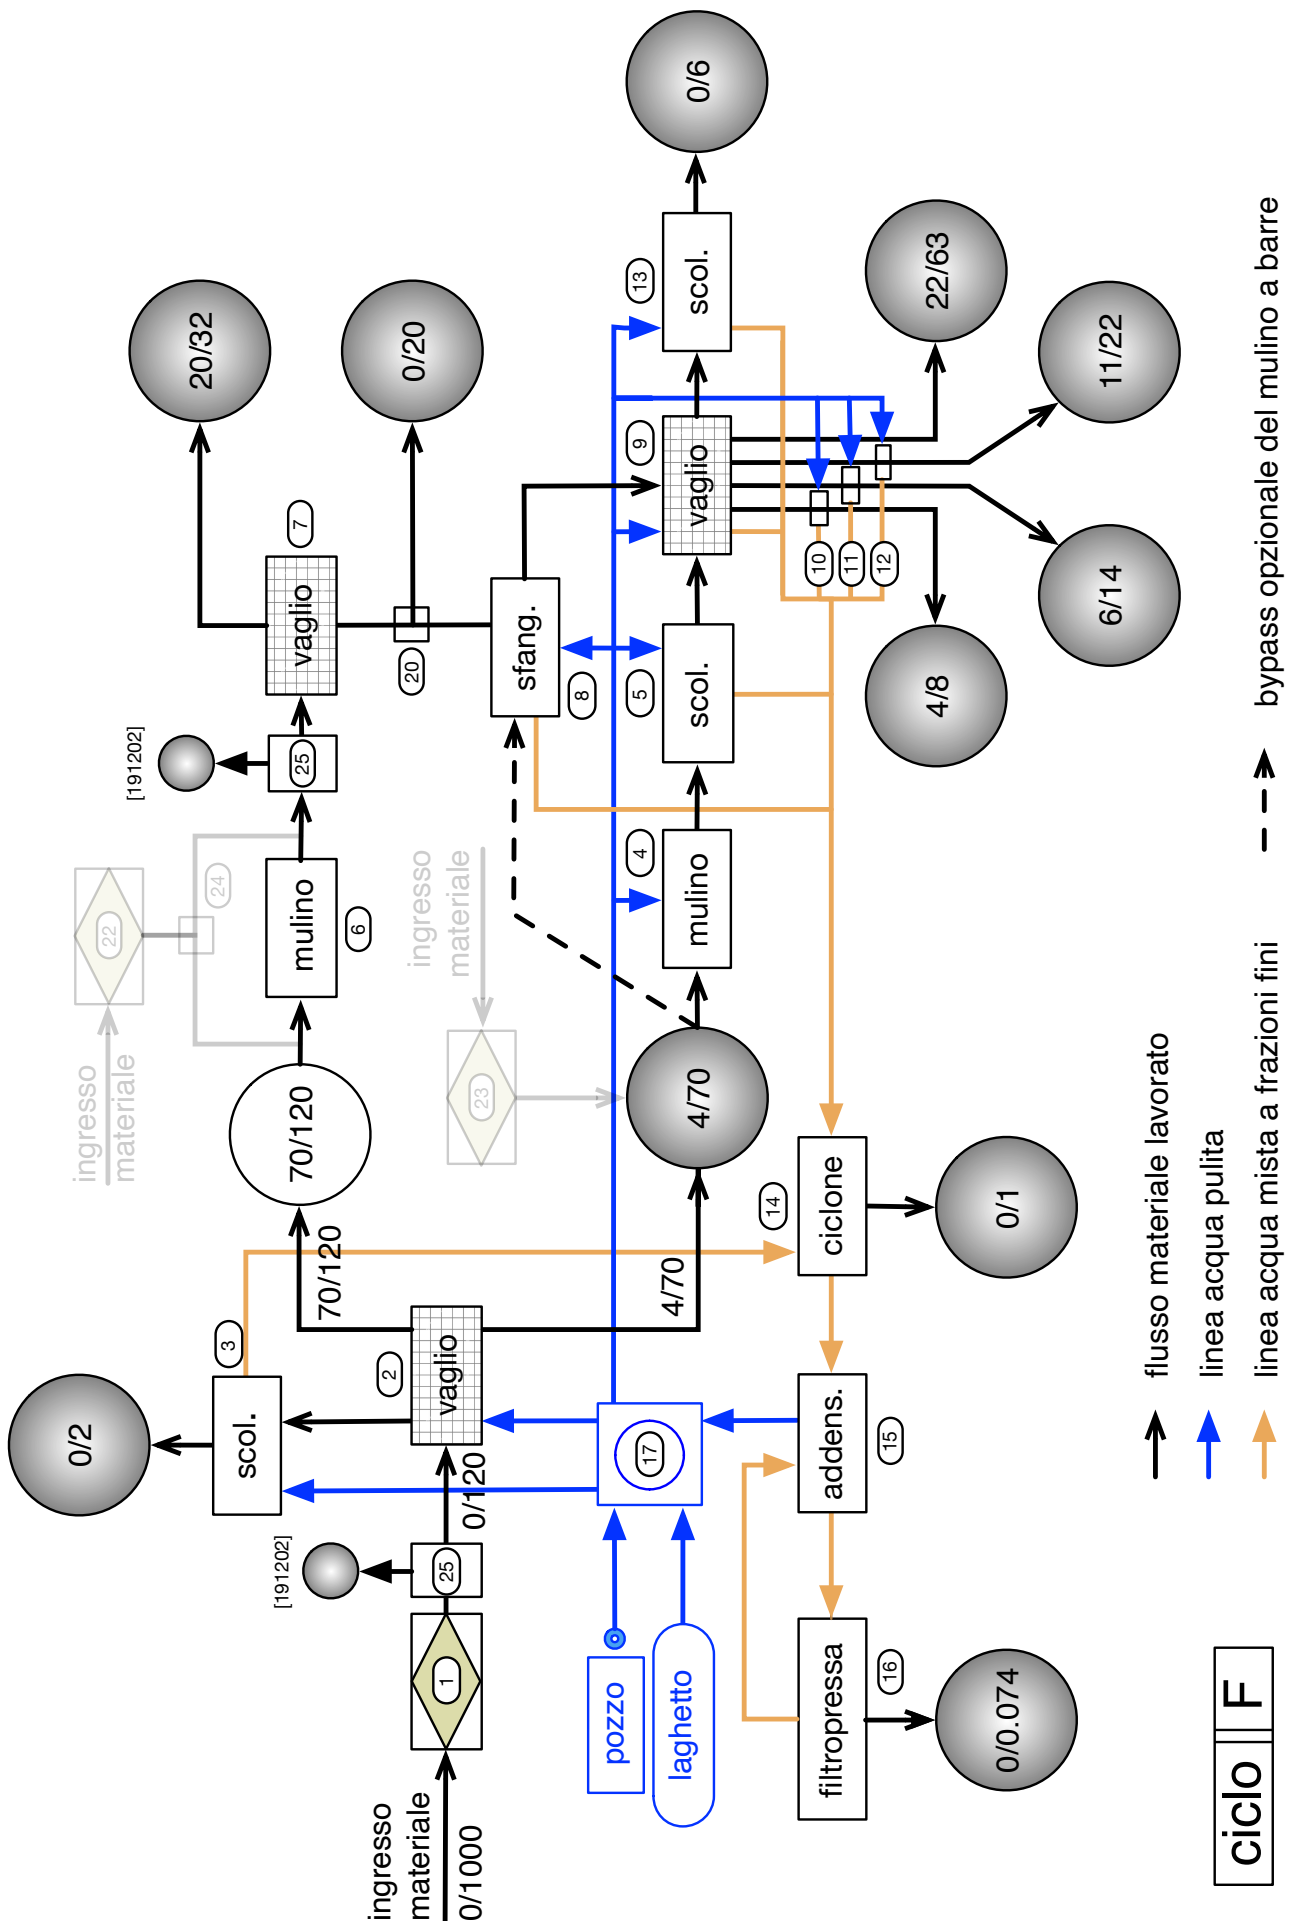 ingresso
materiale
0/1000
1
25
[191202]
0/120
2
vaglio
3
scol.
0/2
70/120
70/120
4/70
4/70
ingresso
materiale
22
24
ingresso
materiale
23
mulino
6
25
[191202]
vaglio
7
20/32
20
0/20
sfang.
8
mulino
4
scol.
5
vaglio
9
scol.
13
0/6
10
11
12
4/8
6/14
11/22
22/63
pozzo
laghetto
17
filtropressa
16
0/0.074
addens.
15
ciclone
14
0/1
flusso materiale lavorato
linea acqua pulita
linea acqua mista a frazioni fini
bypass opzionale del mulino a barre
ciclo F